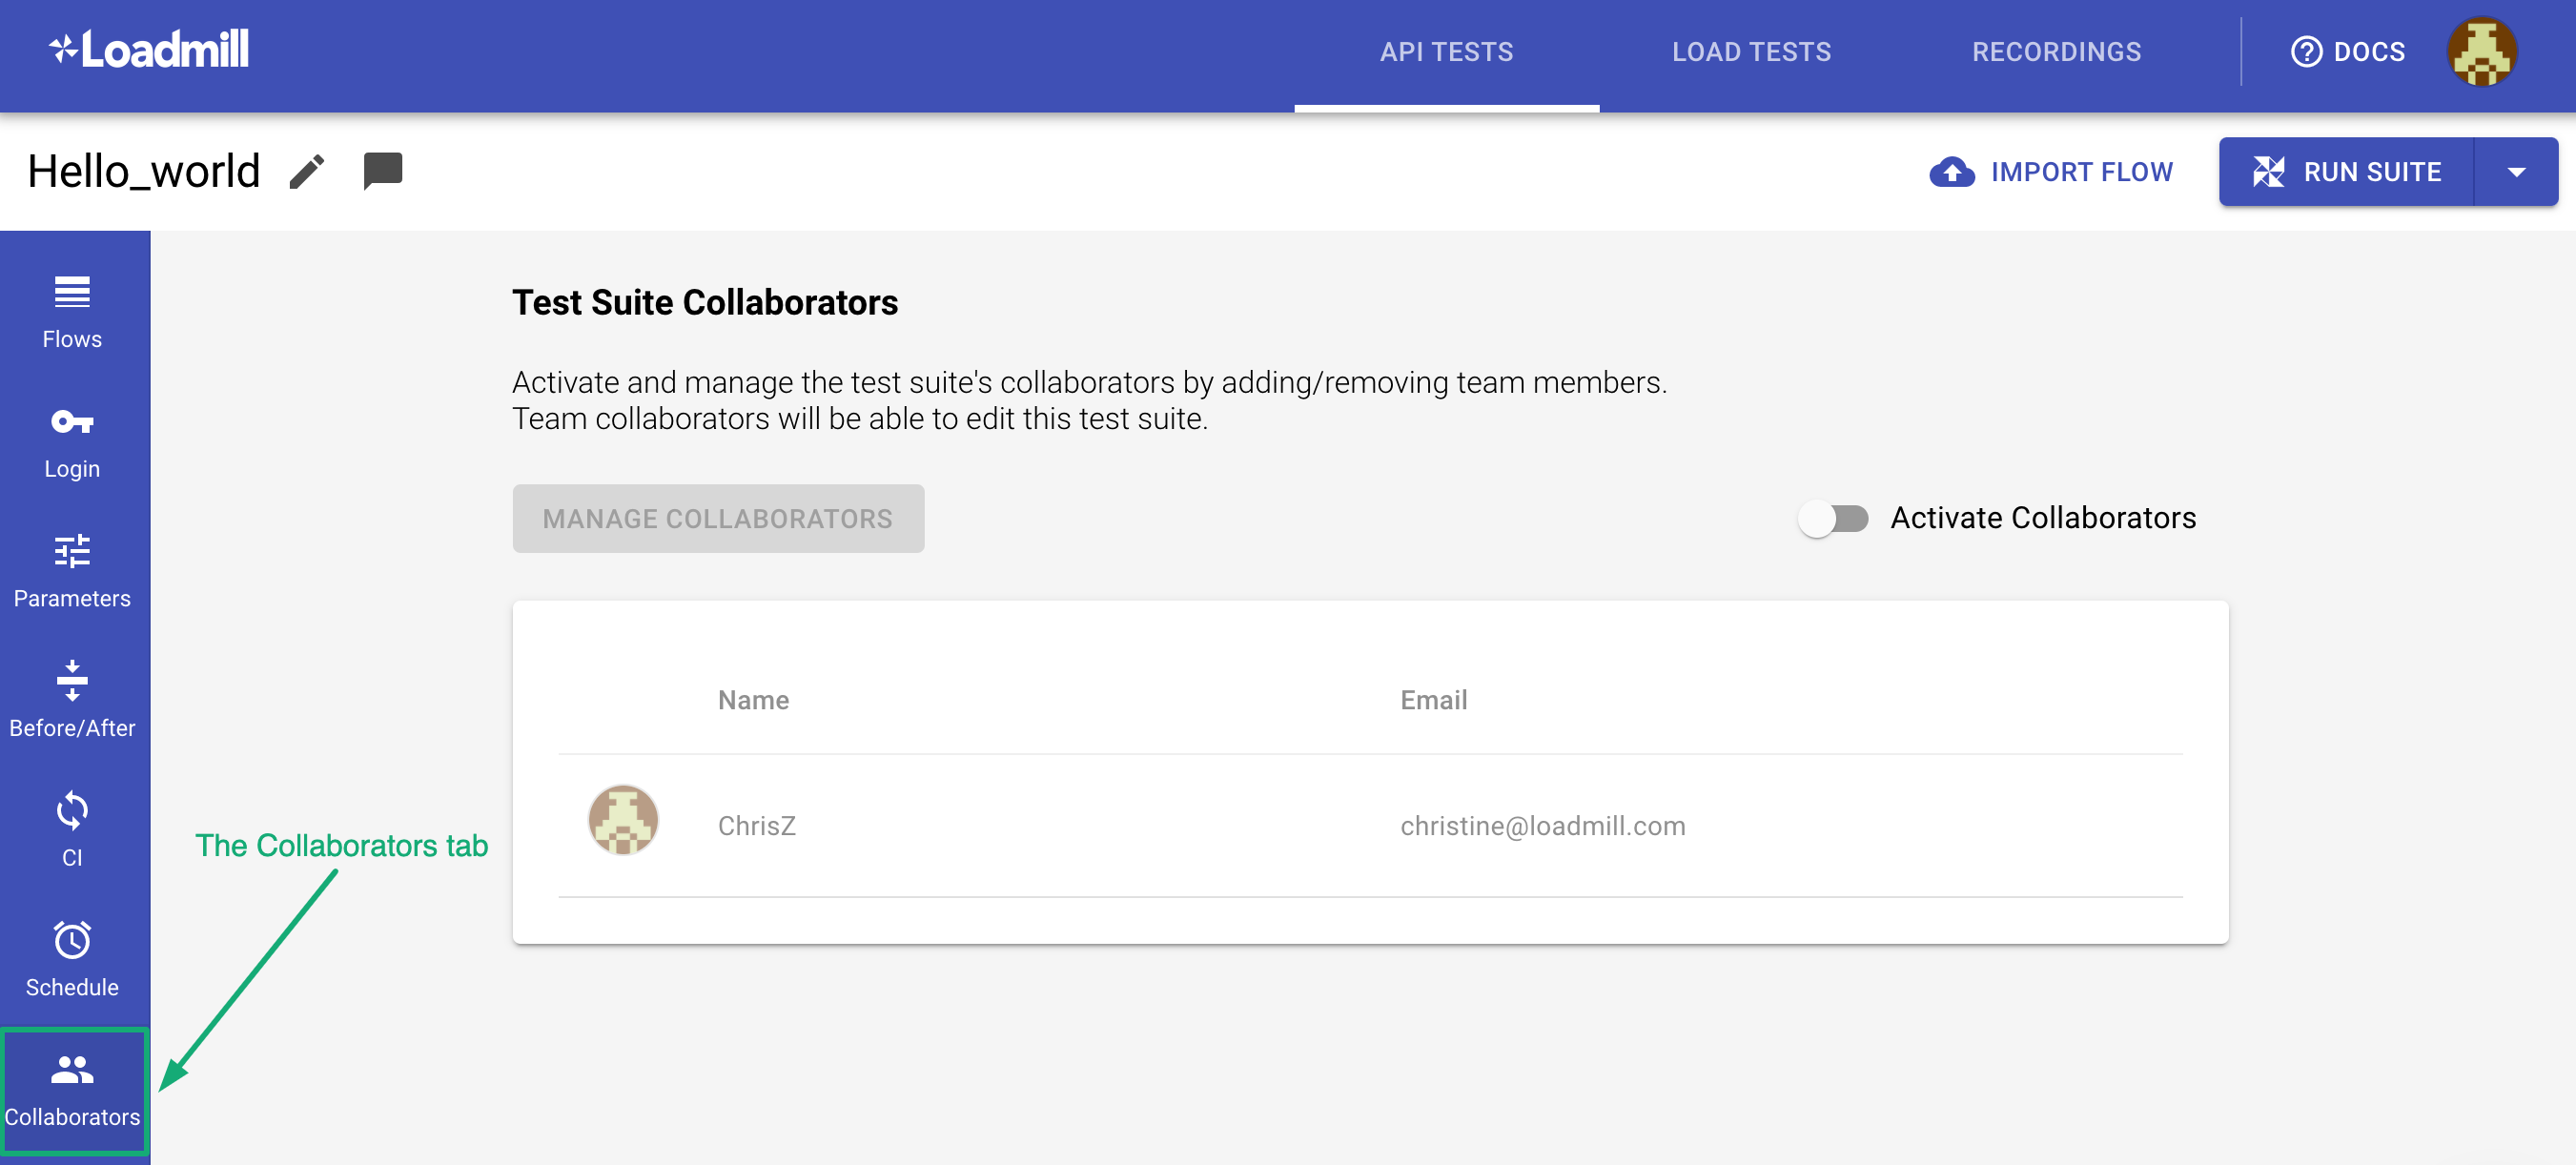 Loadmill
API TESTS
LOAD TESTS
RECORDINGS
DOCS
Hello_world
IMPORT FLOW
RUN SUITE
Flows
Login
Parameters
Before/After
CI
Schedule
Collaborators
The Collaborators tab
Test Suite Collaborators
Activate and manage the test suite's collaborators by adding/removing team members.
Team collaborators will be able to edit this test suite.
MANAGE COLLABORATORS
Activate Collaborators
Name Email
ChrisZ christine@loadmill.com